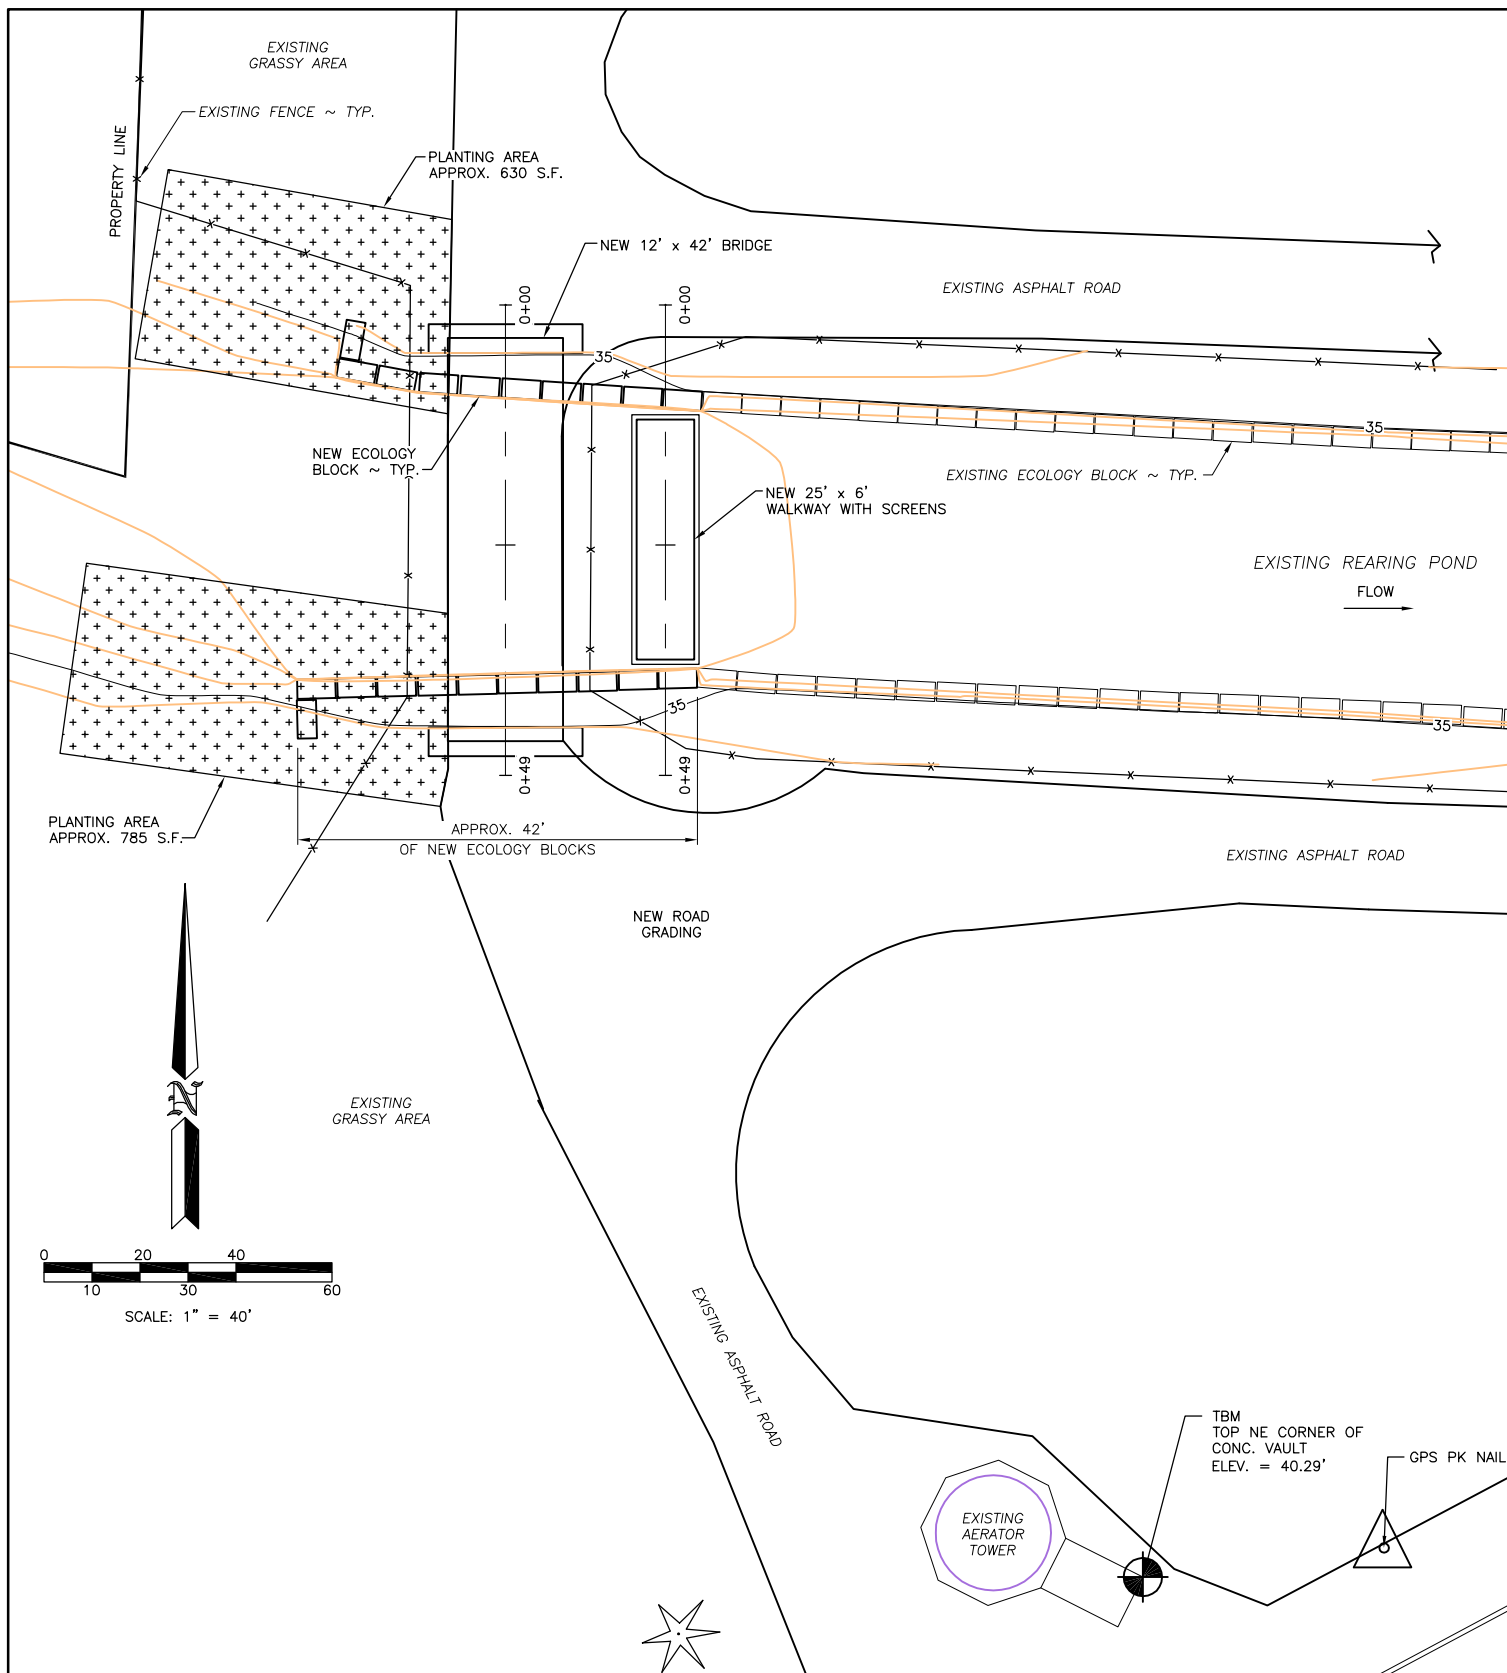 EXISTING
GRASSY AREA
EXISTING FENCE ~ TYP.
PROPERTY LINE
PLANTING AREA
APPROX. 630 S.F.
NEW 12' x 42' BRIDGE
0+00
0+00
EXISTING ASPHALT ROAD
35
35
NEW ECOLOGY
BLOCK ~ TYP.
EXISTING ECOLOGY BLOCK ~ TYP.
NEW 25' x 6'
WALKWAY WITH SCREENS
EXISTING REARING POND
FLOW
35
35
0+49
0+49
PLANTING AREA
APPROX. 785 S.F.
APPROX. 42'
OF NEW ECOLOGY BLOCKS
EXISTING ASPHALT ROAD
NEW ROAD
GRADING
N
EXISTING
GRASSY AREA
0 20 40
10 30 60
SCALE: 1" = 40'
EXISTING ASPHALT ROAD
TBM
TOP NE CORNER OF
CONC. VAULT
ELEV. = 40.29'
GPS PK NAIL
EXISTING
AERATOR
TOWER